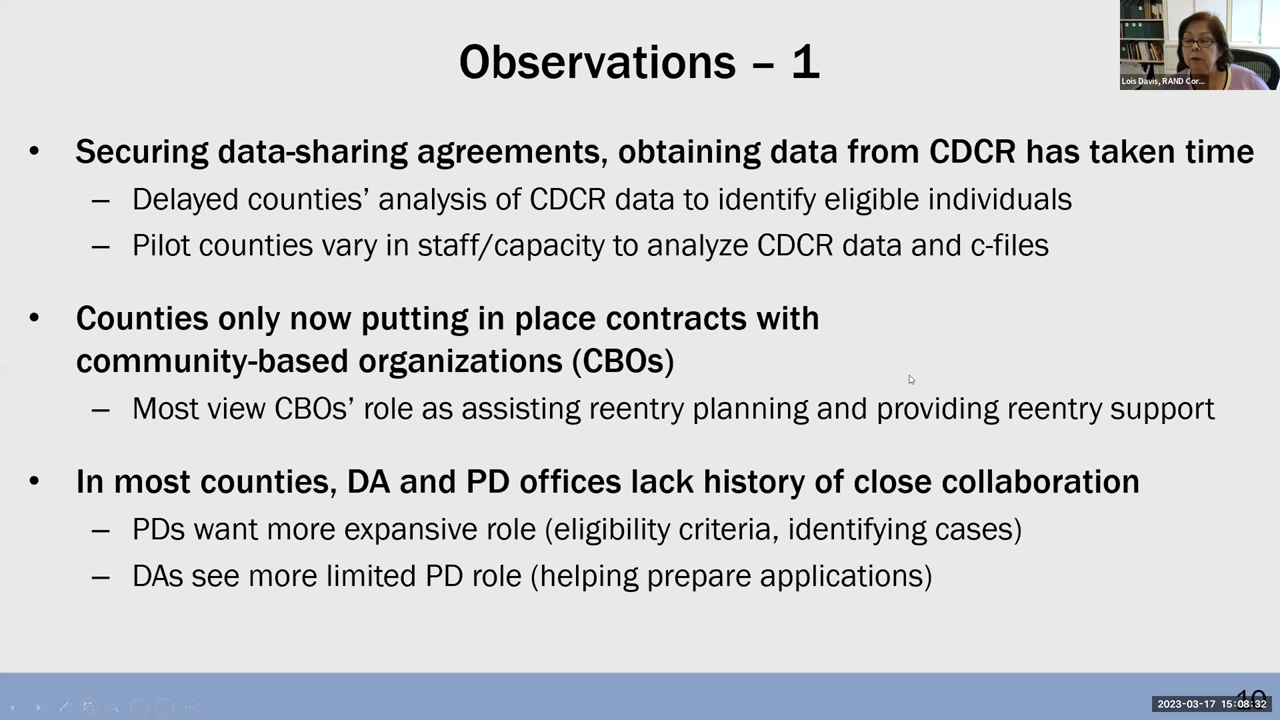 Observations – 1
Lois Davis, RAND Cor...
• Securing data-sharing agreements, obtaining data from CDCR has taken time
– Delayed counties’ analysis of CDCR data to identify eligible individuals
– Pilot counties vary in staff/capacity to analyze CDCR data and c-files
• Counties only now putting in place contracts with
community-based organizations (CBOs)
– Most view CBOs’ role as assisting reentry planning and providing reentry support
• In most counties, DA and PD offices lack history of close collaboration
– PDs want more expansive role (eligibility criteria, identifying cases)
– DAs see more limited PD role (helping prepare applications)
10
2023-03-17 15:08:32